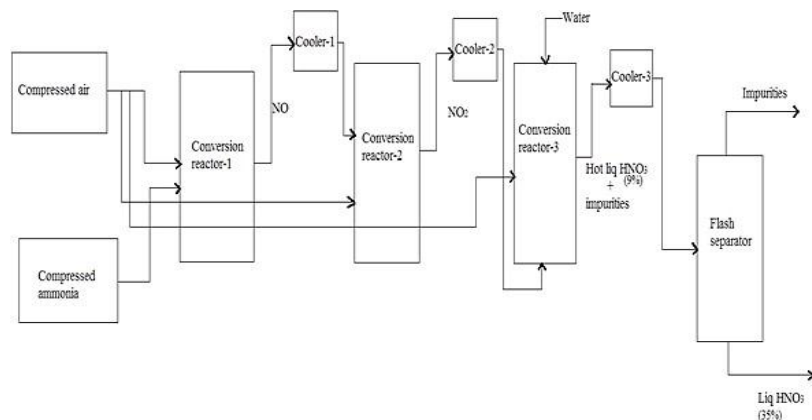 Compressed air
Conversion
reactor-1
NO
Cooler-1
Conversion
reactor-2
NO₂
Cooler-2
Water
Conversion
reactor-3
Cooler-3
Hot liq HNO₃
(9%)
+
impurities
Impurities
Flash
separator
Compressed
ammonia
Liq HNO₃
(35%)